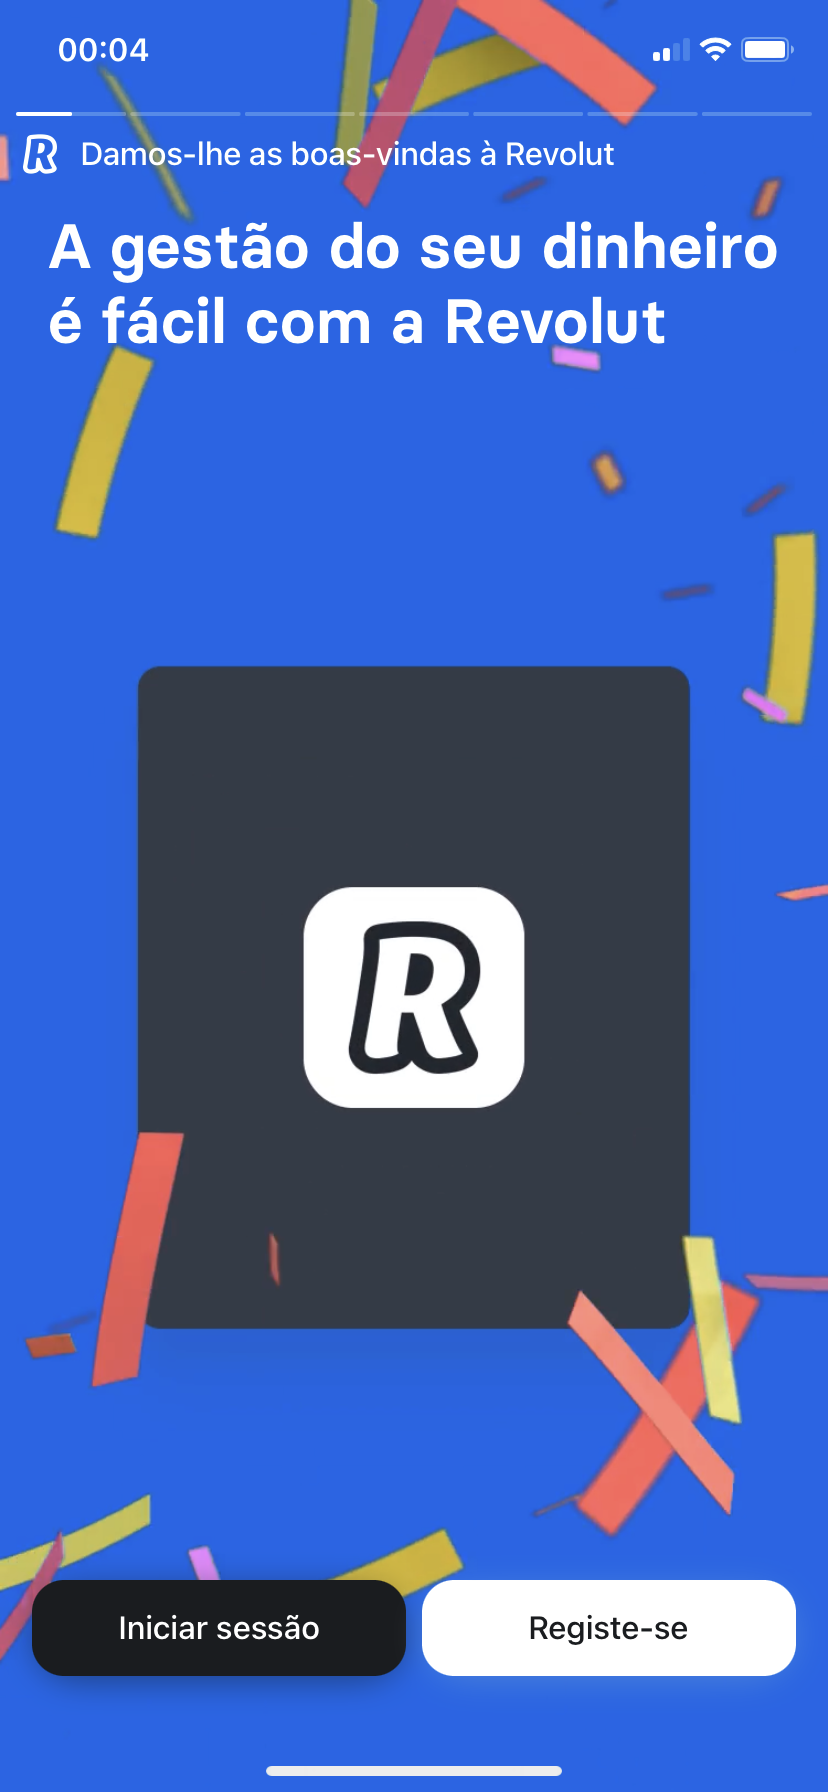 00:04
R Damos-lhe as boas-vindas à Revolut
A gestão do seu dinheiro
é fácil com a Revolut
R
Iniciar sessão
Registe-se